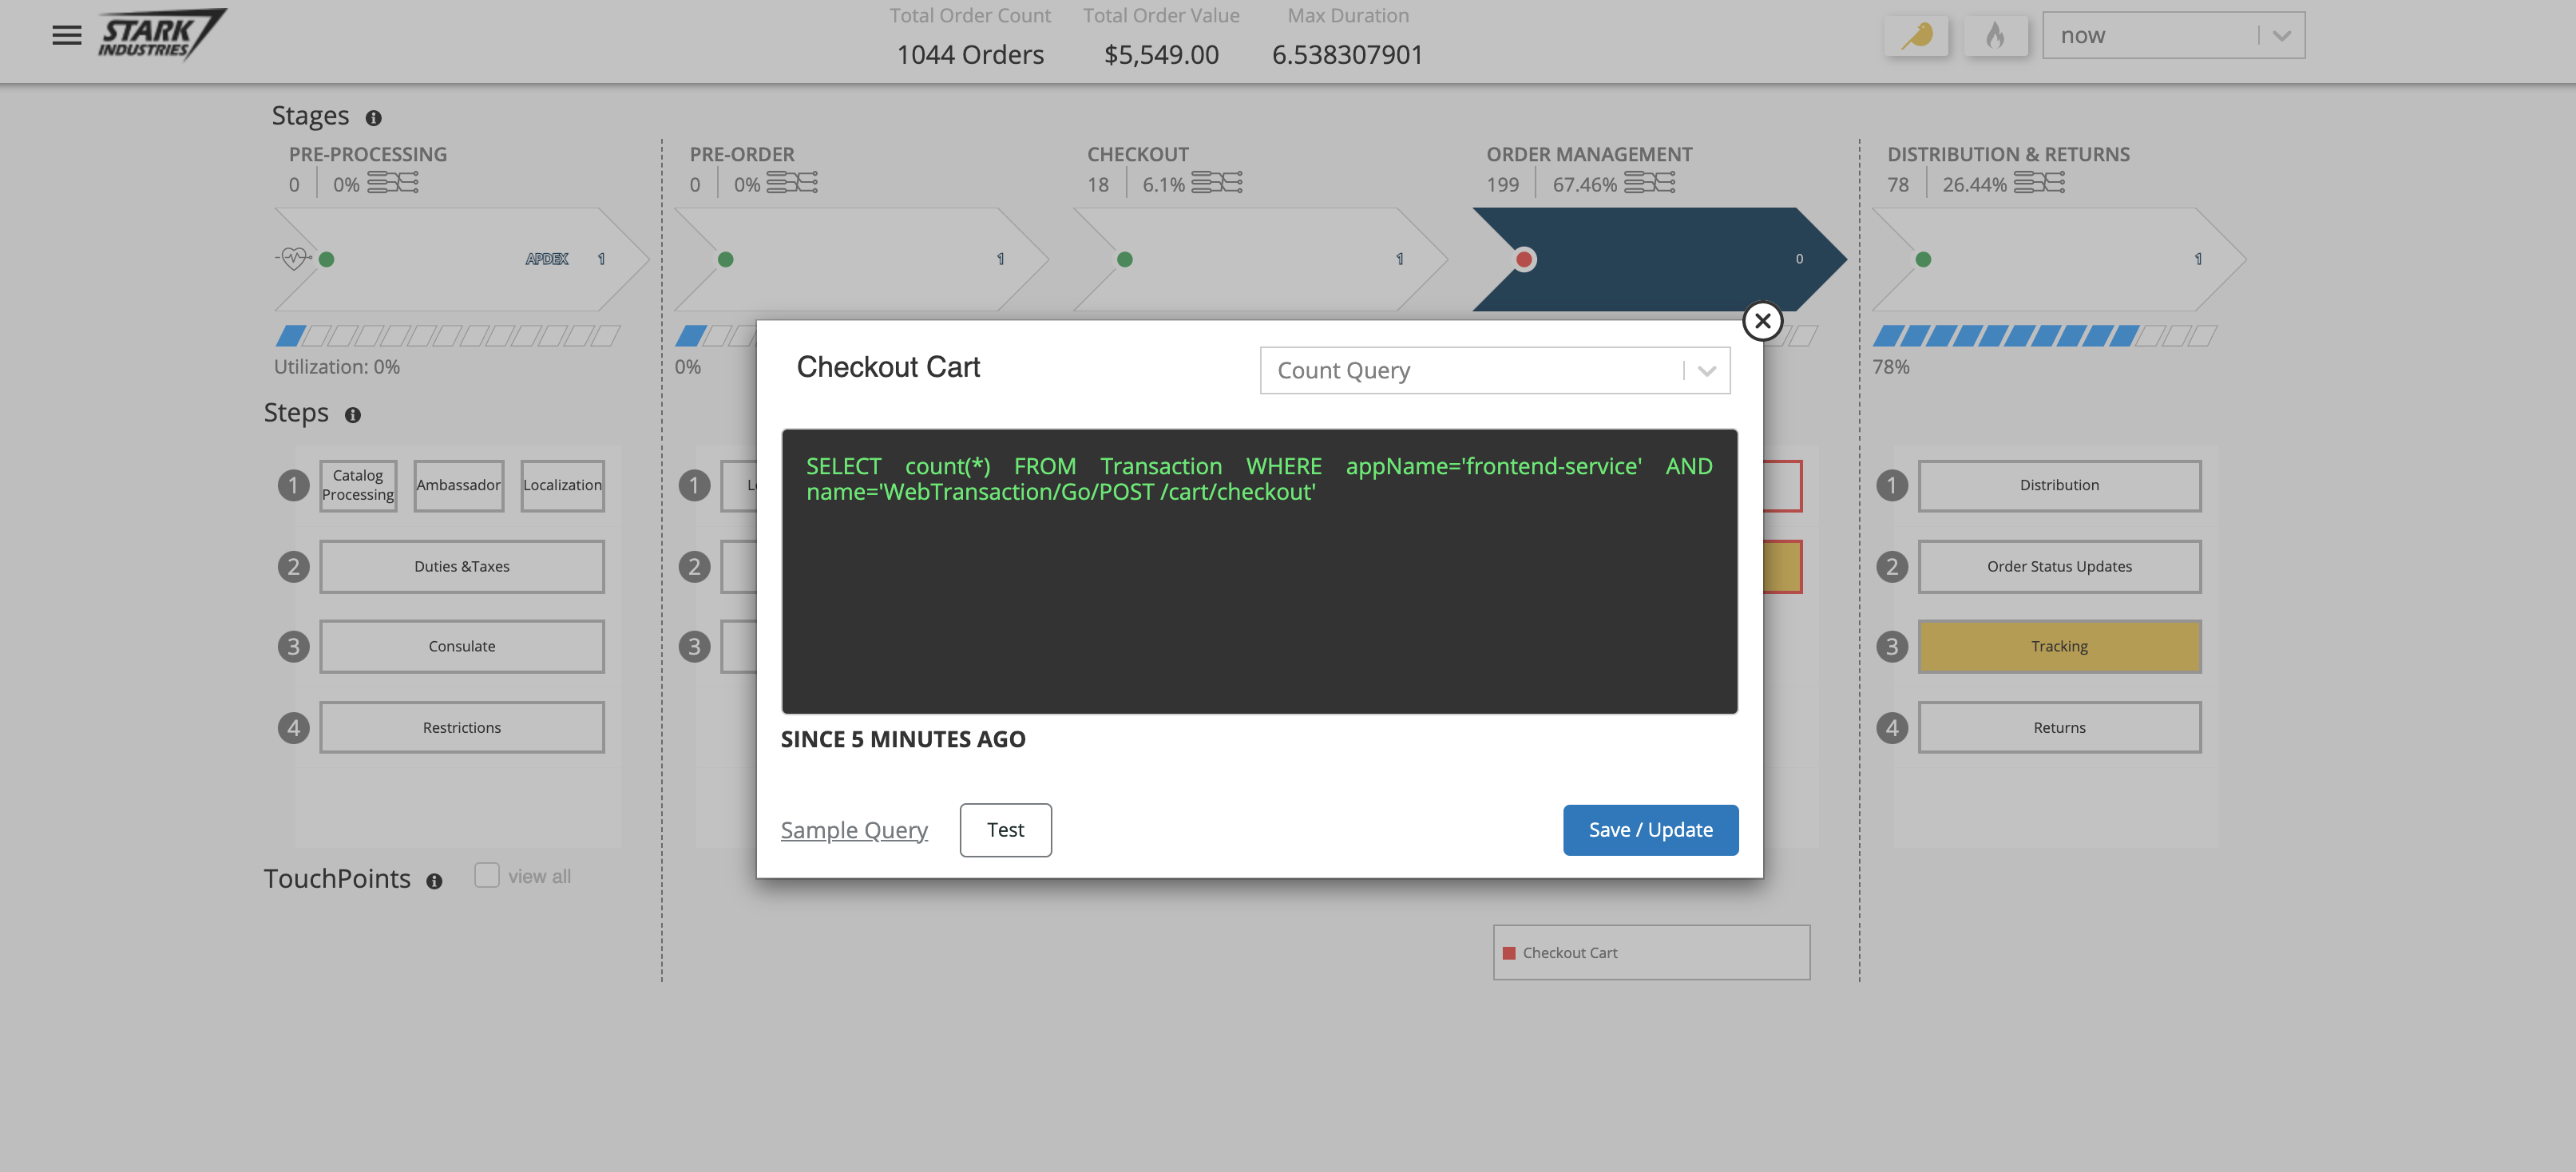 STARK
INDUSTRIES
Total Order Count
1044 Orders
Total Order Value
$5,549.00
Max Duration
6.538307901
now
Stages
PRE-PROCESSING
0 0%
PRE-ORDER
0 0%
CHECKOUT
18 6.1%
ORDER MANAGEMENT
199 67.46%
DISTRIBUTION & RETURNS
78 26.44%
APDEX 1
1
1
0
1
Utilization: 0%
0%
78%
Checkout Cart
Count Query
SELECT count(*) FROM Transaction WHERE appName='frontend-service' AND
name='WebTransaction/Go/POST /cart/checkout'
SINCE 5 MINUTES AGO
Sample Query
Test
Save / Update
Steps
1
Catalog
Processing
Ambassador
Localization
2
Duties &Taxes
3
Consulate
4
Restrictions
1
2
3
1
Distribution
2
Order Status Updates
3
Tracking
4
Returns
TouchPoints
view all
Checkout Cart